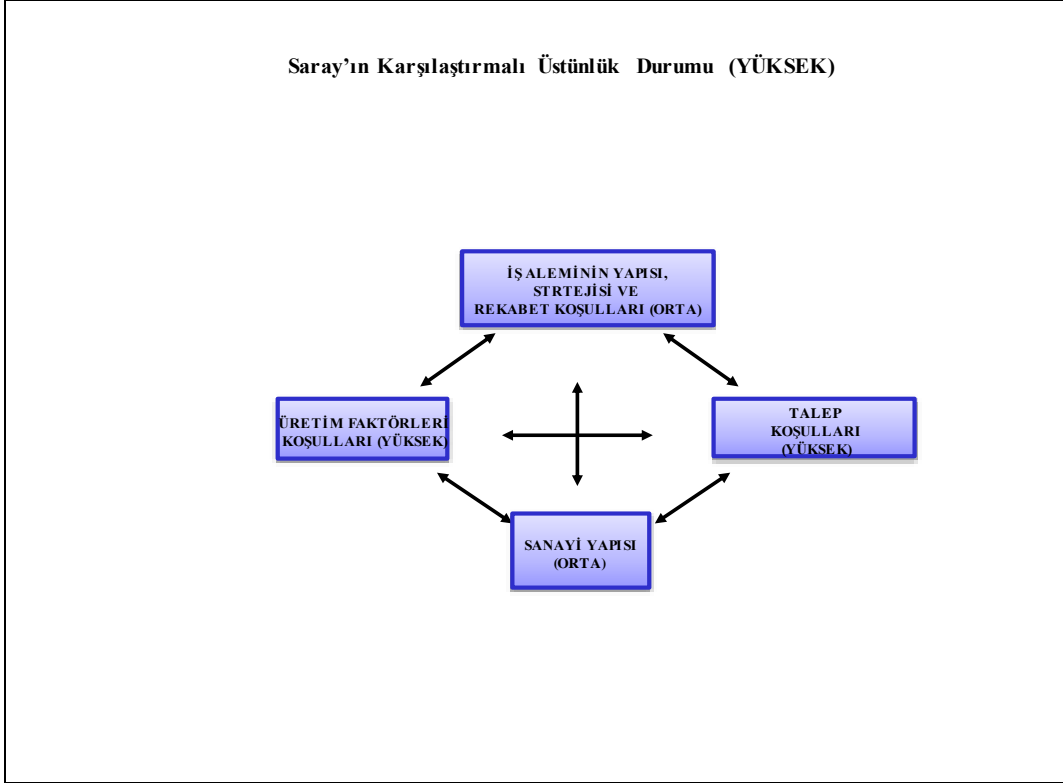 Saray’ın Karşılaştırmalı Üstünlük Durumu (YÜKSEK)
İŞ ALEMİNİN YAPISI,
STRTEJİSİ VE
REKABET KOŞULLARI (ORTA)
ÜRETİM FAKTÖRLERİ
KOŞULLARI (YÜKSEK)
TALEP
KOŞULLARI
(YÜKSEK)
SANAYİ YAPISI
(ORTA)